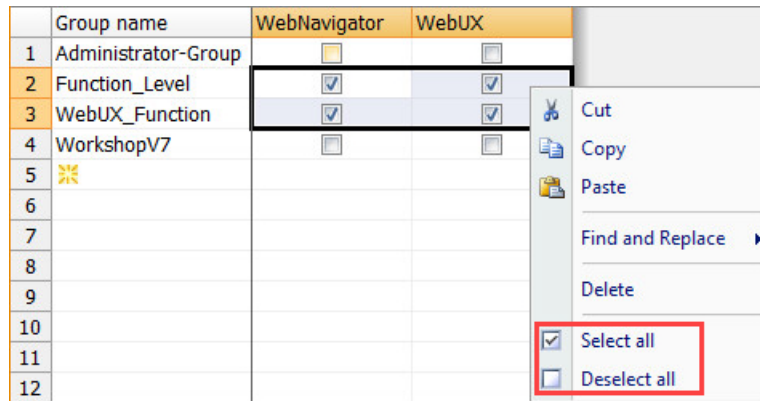 Group name WebNavigator WebUX
1 Administrator-Group
2 Function_Level
3 WebUX_Function
4 WorkshopV7
5
6
7
8
9
10
11
12
Cut
Copy
Paste
Find and Replace
Delete
Select all
Deselect all